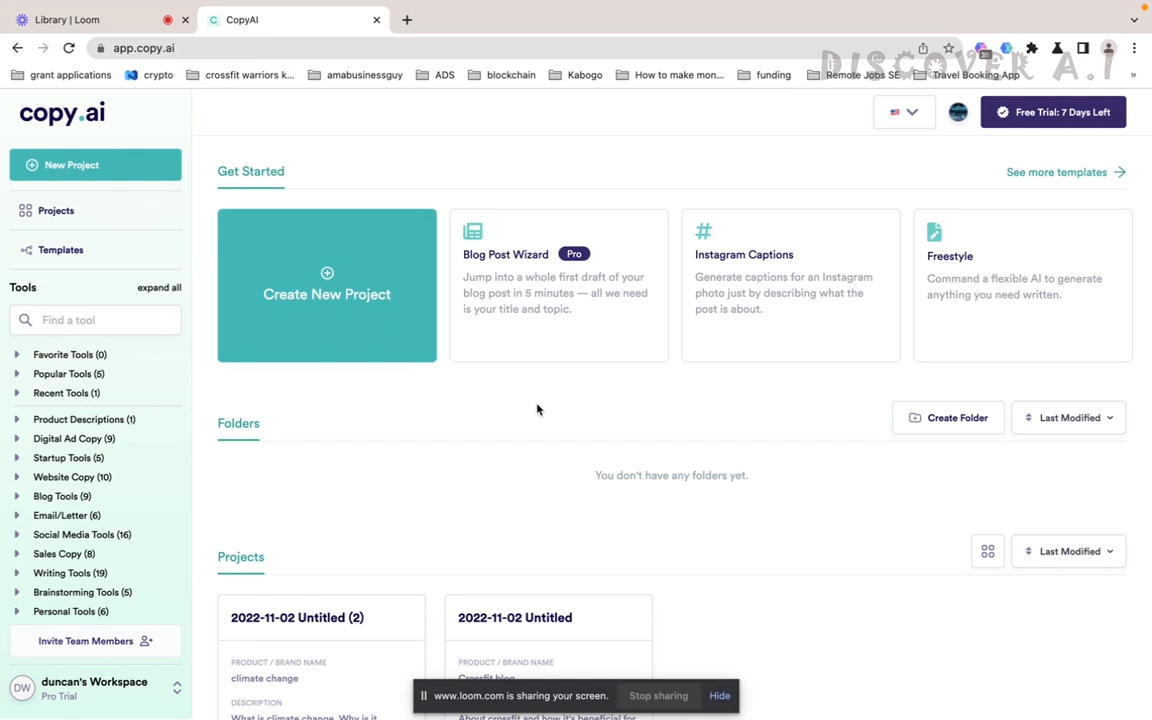 Library | Loom
CopyAI
app.copy.ai
35
grant applications
crypto
crossfit warriors k...
amabusinessguy
ADS
blockchain
Kabogo
How to make mon...
funding
Remote Jobs SE
Travel Booking App
»
DISCOVER A.I
copy.ai
Free Trial: 7 Days Left
New Project
Projects
Templates
Tools
expand all
Find a tool
Favorite Tools (0)
Popular Tools (5)
Recent Tools (1)
Product Descriptions (1)
Digital Ad Copy (9)
Startup Tools (5)
Website Copy (10)
Blog Tools (9)
Email/Letter (6)
Social Media Tools (16)
Sales Copy (8)
Writing Tools (19)
Brainstorming Tools (5)
Personal Tools (6)
Invite Team Members
DW
duncan's Workspace
Pro Trial
Get Started
See more templates
Create New Project
Blog Post Wizard
Pro
Jump into a whole first draft of your
blog post in 5 minutes — all we need
is your title and topic.
Instagram Captions
Generate captions for an Instagram
photo just by describing what the
post is about.
Freestyle
Command a flexible AI to generate
anything you need written.
Folders
Create Folder
Last Modified
You don't have any folders yet.
Projects
Last Modified
2022-11-02 Untitled (2)
PRODUCT / BRAND NAME
climate change
DESCRIPTION
What is climate change. Why is it
2022-11-02 Untitled
PRODUCT / BRAND NAME
Crossfit blog
About crossfit and how it's beneficial for
www.loom.com is sharing your screen.
Stop sharing
Hide